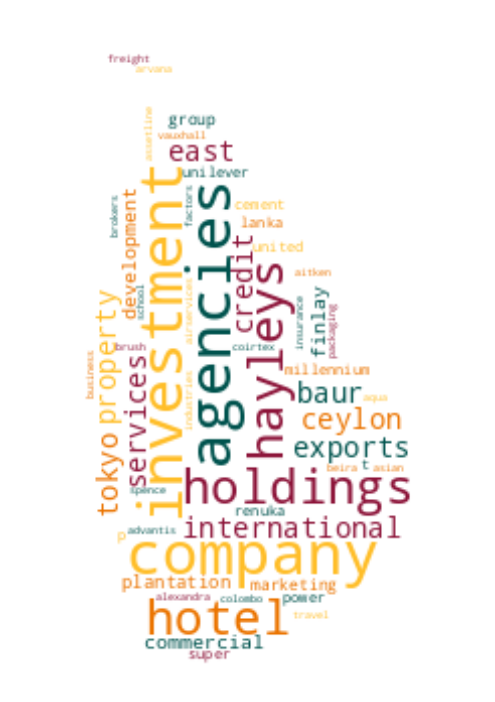 freight
arvana
assetline
group
vauxhall
east
unilever
investment
agencies
factors
brokers
development
cement
lanka
credit
united
hayleys
aitken
school
airservices
property
finlay
insurance
packaging
business
brush
coirtex
services
industries
millennium
baur
aqua
tokyo
ceylon
exports
beira
t
asian
spence
holdings
renuka
international
p
advantis
company
plantation
marketing
alexandra
colombo
power
hotel
travel
commercial
super